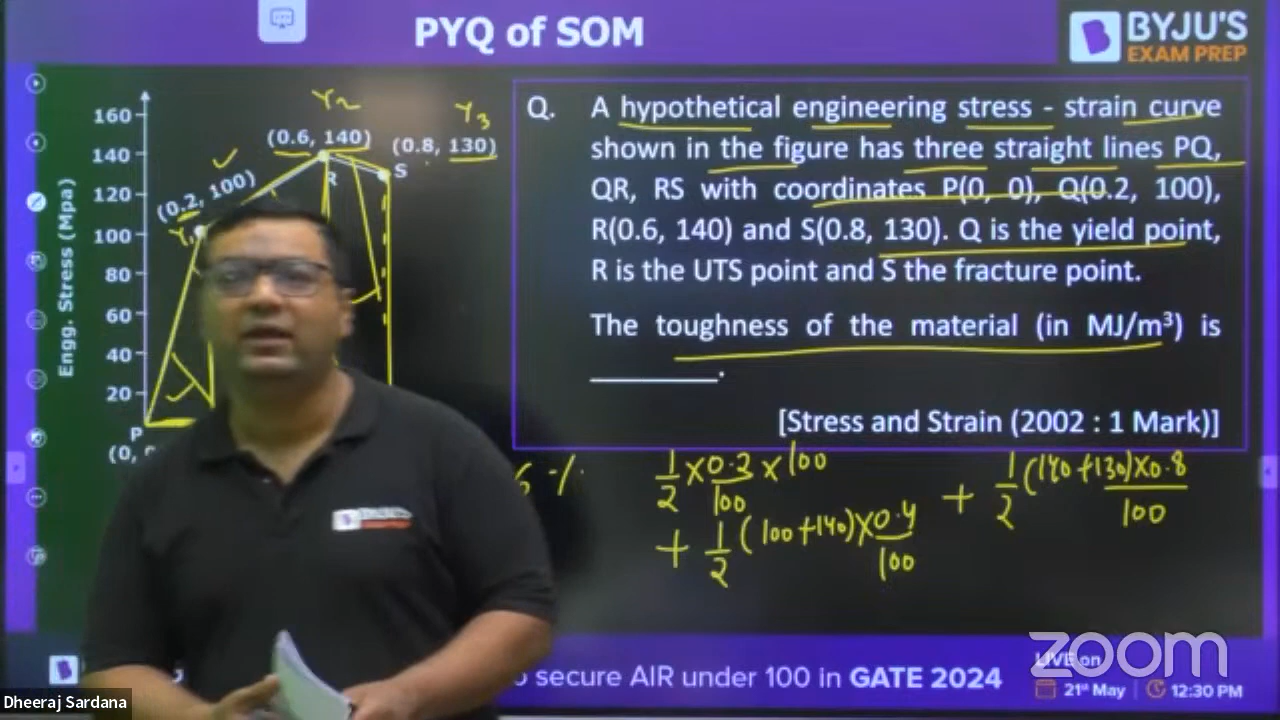 PYQ of SOM
BYJU'S
EXAM PREP
160
140
120
100
80
60
40
20
Engg. Stress (Mpa)
Y2
Y3
(0.6, 140)
(0.8, 130)
(0.2, 100)
Y1
R
S
P
(0,
Q. A hypothetical engineering stress - strain curve
shown in the figure has three straight lines PQ,
QR, RS with coordinates P(0, 0), Q(0.2, 100),
R(0.6, 140) and S(0.8, 130). Q is the yield point,
R is the UTS point and S the fracture point.
The toughness of the material (in MJ/m³) is
________.
[Stress and Strain (2002 : 1 Mark)]
1/2 × 0.3/100 × 100
+ 1/2 (100+140) × 0.4/100
+ 1/2 (140+130) × 0.8/100
secure AIR under 100 in GATE 2024
zoom
LIVE on
21st May | 12:30 PM
Dheeraj Sardana